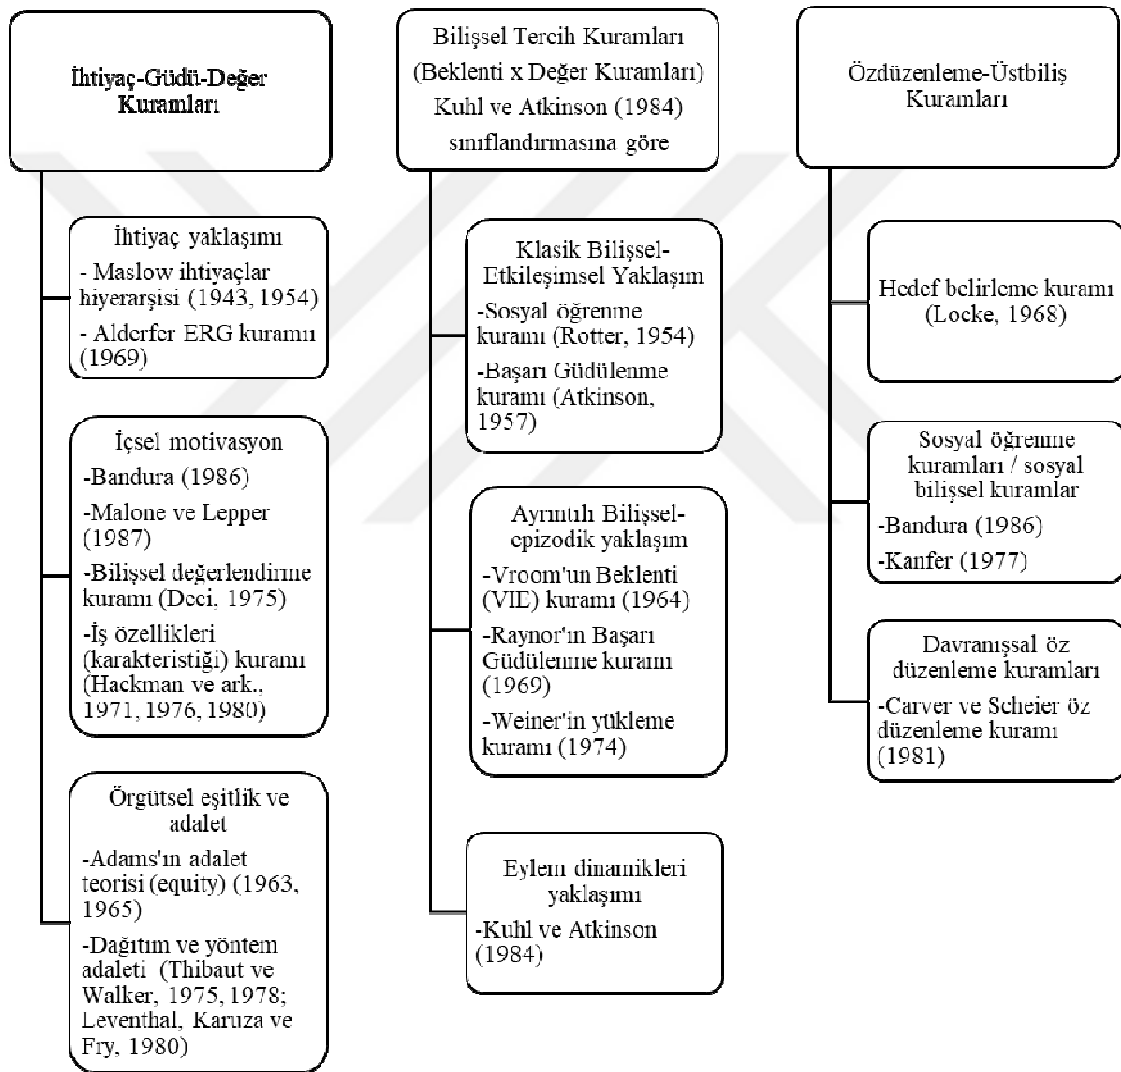 İhtiyaç-Güdü-Değer
Kuramları
İhtiyaç yaklaşımı
- Maslow ihtiyaçlar
hiyerarşisi (1943, 1954)
- Alderfer ERG kuramı
(1969)
İçsel motivasyon
-Bandura (1986)
-Malone ve Lepper
(1987)
-Bilişsel değerlendirme
kuramı (Deci, 1975)
-İş özellikleri
(karakteristiği) kuramı
(Hackman ve ark.,
1971, 1976, 1980)
Örgütsel eşitlik ve
adalet
-Adams'ın adalet
teorisi (equity) (1963,
1965)
-Dağıtım ve yöntem
adaleti (Thibaut ve
Walker, 1975, 1978;
Leventhal, Karuza ve
Fry, 1980)
Bilişsel Tercih Kuramları
(Beklenti x Değer Kuramları)
Kuhl ve Atkinson (1984)
sınıflandırmasına göre
Klasik Bilişsel-
Etkileşimsel Yaklaşım
-Sosyal öğrenme
kuramı (Rotter, 1954)
-Başarı Güdülenme
kuramı (Atkinson,
1957)
Ayrıntılı Bilişsel-
epizodik yaklaşım
-Vroom'un Beklenti
(VIE) kuramı (1964)
-Raynor'ın Başarı
Güdülenme kuramı
(1969)
-Weiner'in yükleme
kuramı (1974)
Eylem dinamikleri
yaklaşımı
-Kuhl ve Atkinson
(1984)
Özdüzenleme-Üstbiliş
Kuramları
Hedef belirleme kuramı
(Locke, 1968)
Sosyal öğrenme
kuramları / sosyal
bilişsel kuramlar
-Bandura (1986)
-Kanfer (1977)
Davranışsal öz
düzenleme kuramları
-Carver ve Scheier öz
düzenleme kuramı
(1981)